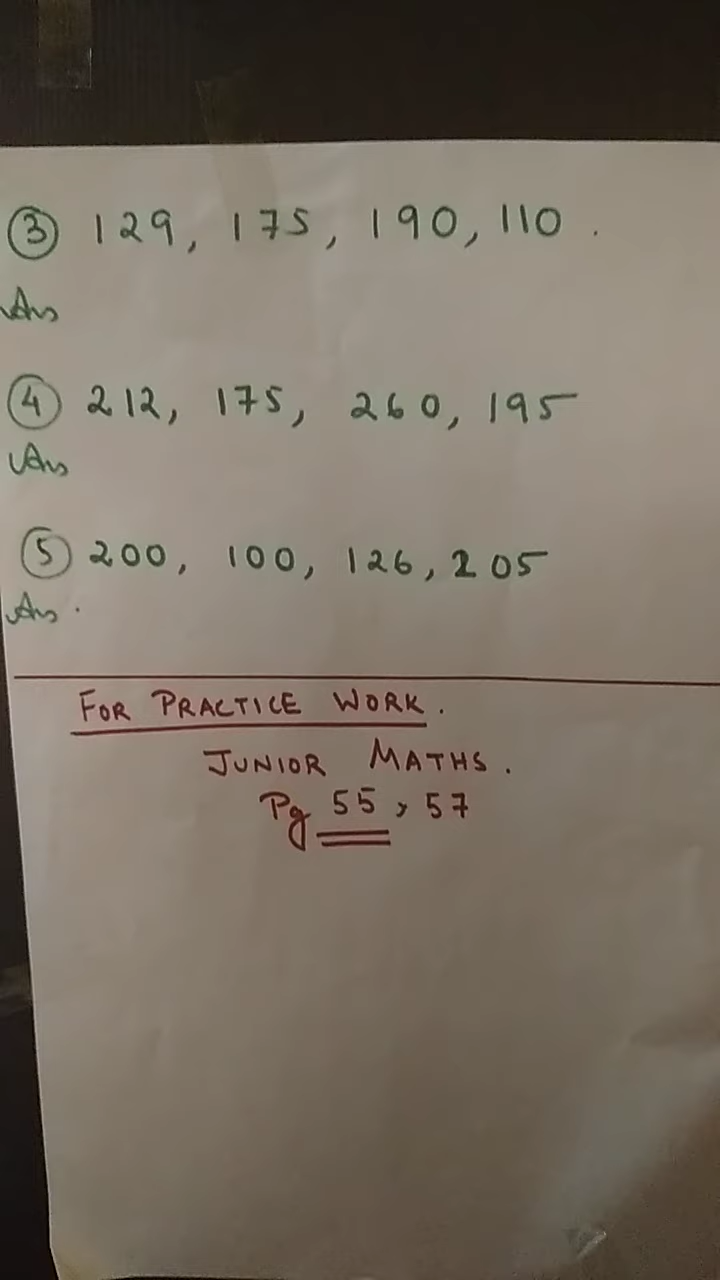 3 129, 175, 190, 110.
Ans
4 212, 175, 260, 195
Ans
5 200, 100, 126, 205
Ans.
FOR PRACTICE WORK.
JUNIOR MATHS.
Pg 55, 57